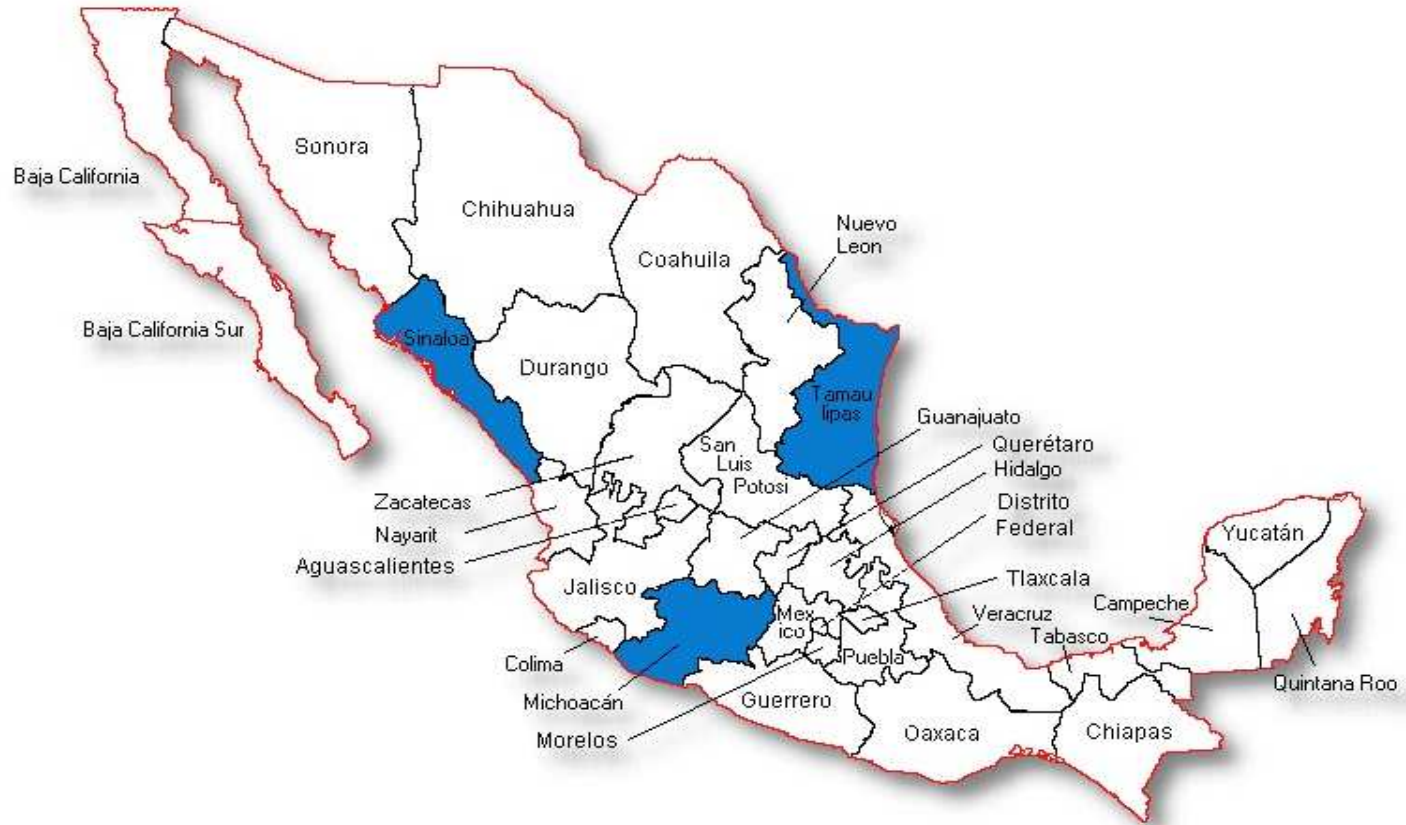 Sonora
Baja California
Chihuahua
Nuevo
Leon
Coahuila
Baja California Sur
Sinaloa
Durango
Tamau
lipas
Guanajuato
San
Luis
Potosi
Querétaro
Hidalgo
Zacatecas
Distrito
Federal
Nayarit
Yucatán
Aguascalientes
Jalisco
Tlaxcala
Campeche
Mex
ico
Veracruz
Tabasco
Colima
Puebla
Quintana Roo
Michoacán
Guerrero
Morelos
Oaxaca
Chiapas